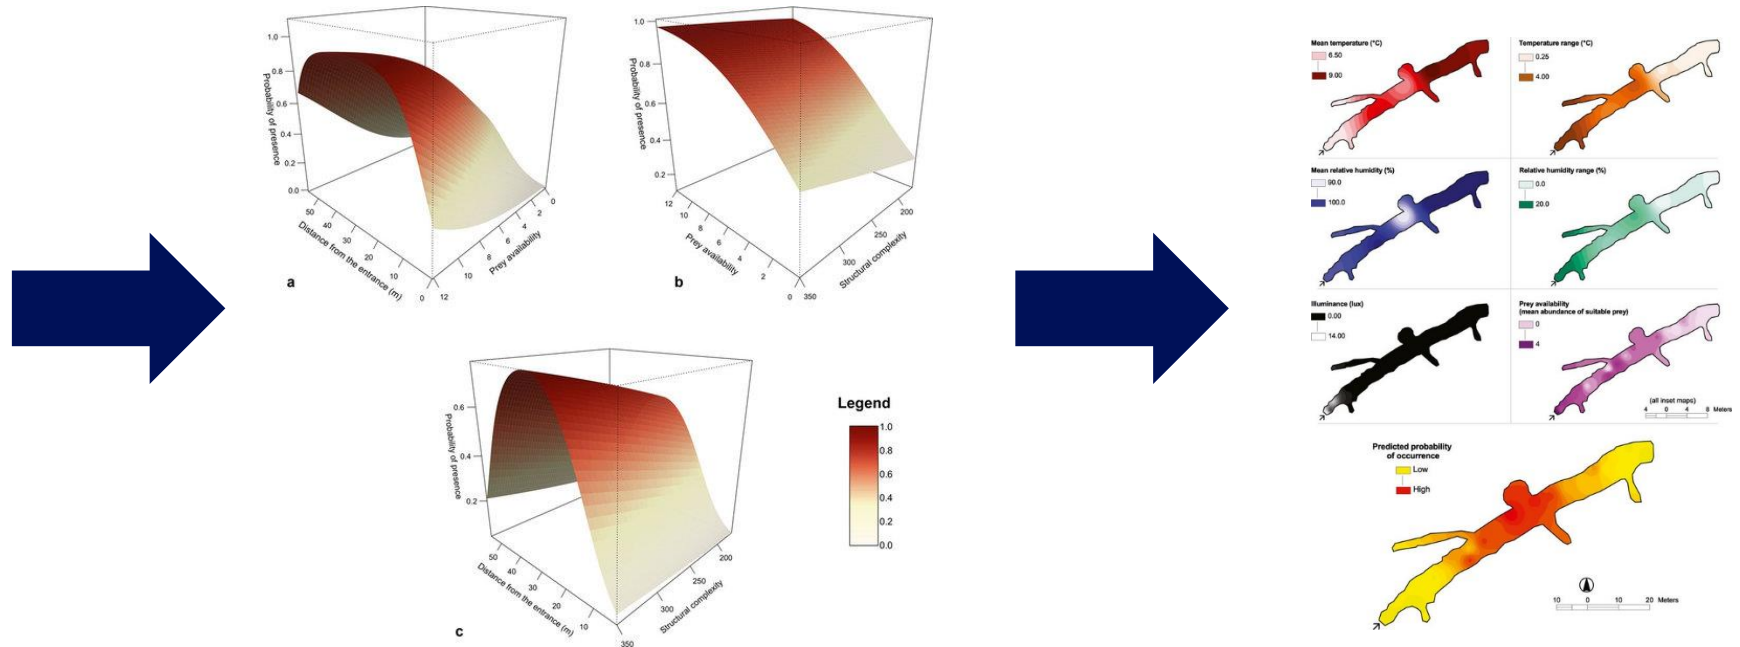 1.0
0.8
0.6
0.4
0.2
0.0
Probability of presence
50
40
30
20
10
0
Distance from the entrance (m)
12
10
8
6
4
2
0
Prey availability
a
1.0
0.8
0.6
0.4
0.2
Probability of presence
12
10
8
6
4
2
0
Prey availability
350
300
250
200
Structural complexity
b
0.6
0.4
0.2
Probability of presence
50
40
30
20
10
Distance from the entrance (m)
350
300
250
200
Structural complexity
c
Legend
1.0
0.8
0.6
0.4
0.2
0.0
Mean temperature (°C)
6.50
9.00
Temperature range (°C)
0.25
4.00
Mean relative humidity (%)
90.0
100.0
Relative humidity range (%)
0.0
20.0
Illuminance (lux)
0.00
14.00
Prey availability
(mean abundance of suitable prey)
0
4
(all inset maps)
4 0 4 8 Meters
Predicted probability
of occurrence
Low
High
10 0 10 20 Meters